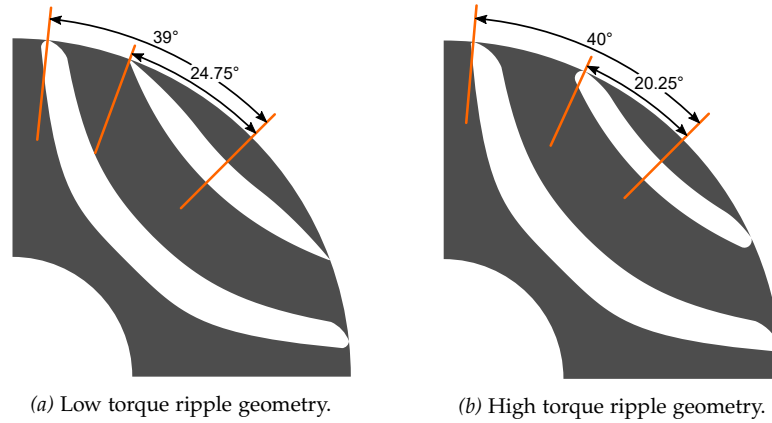 39°
24.75°
40°
20.25°
(a) Low torque ripple geometry.
(b) High torque ripple geometry.